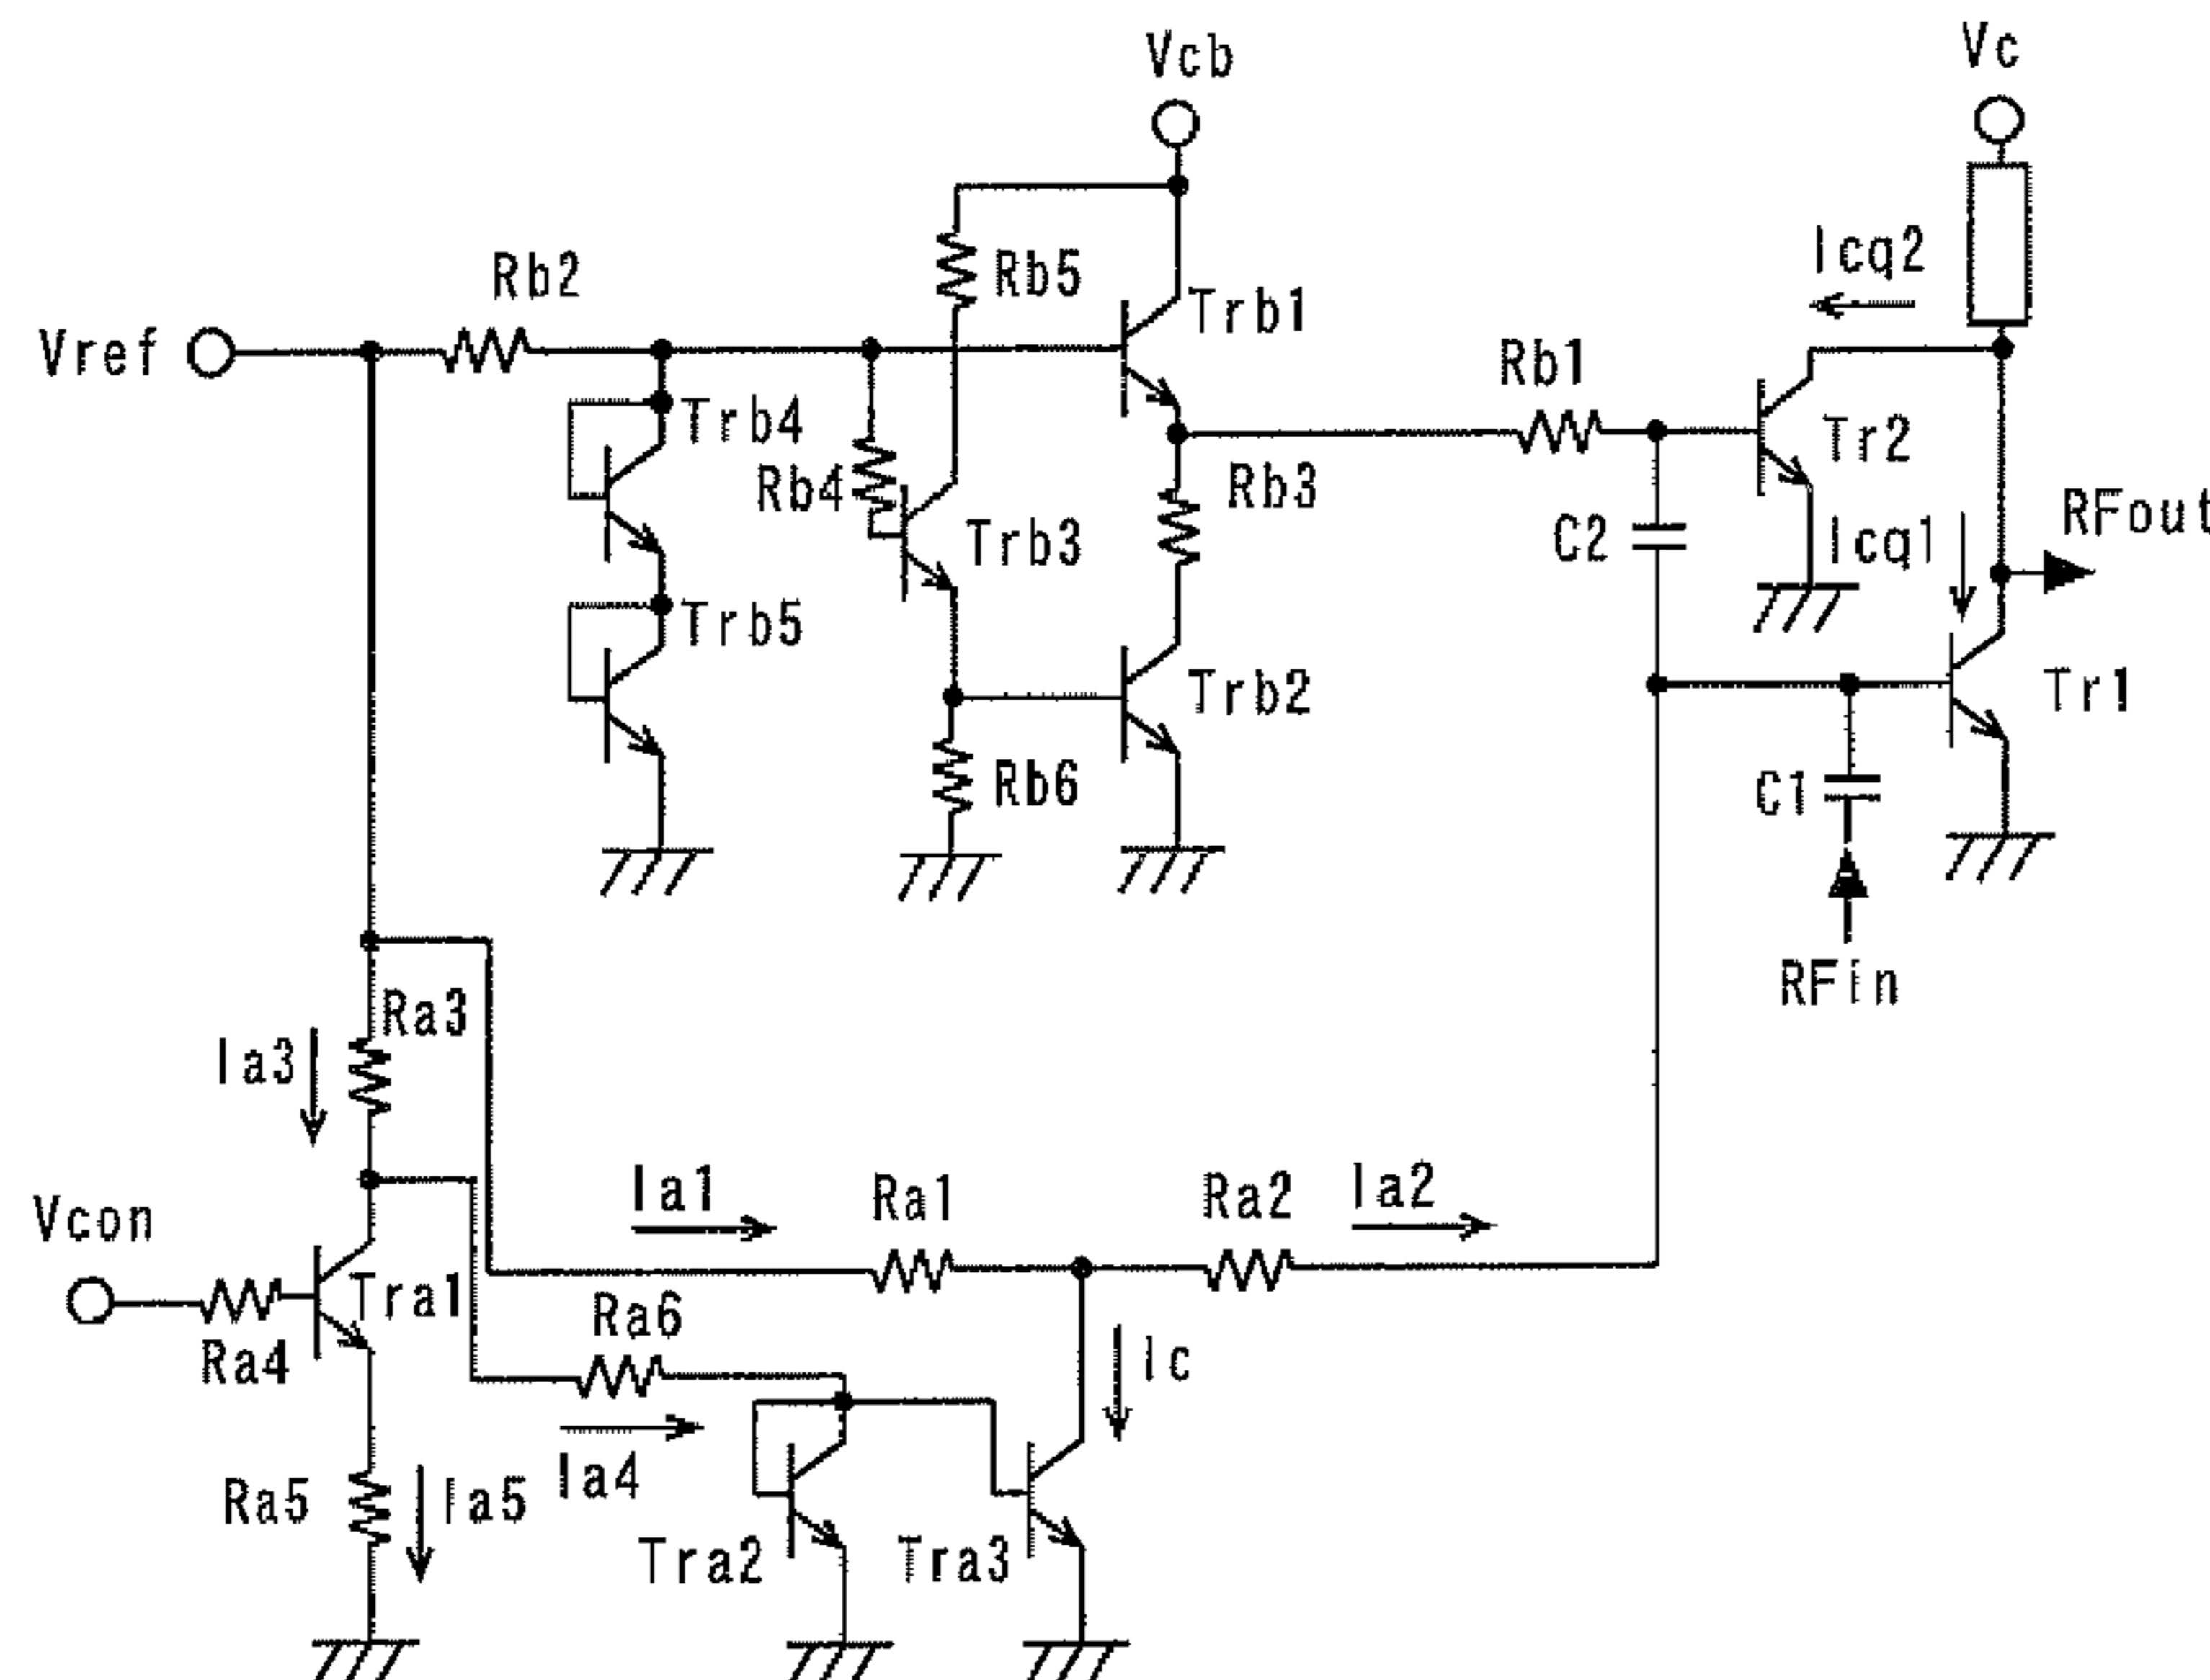 Vcb
Vc
Rb2
Rb5
Icq2
Vref
Trb1
Rb1
Trb4
Rb4
Rb3
Tr2
Trb3
C2
Icq1
RFout
Trb5
Trb2
Tr1
Rb6
C1
RFin
Ra3
Ia3
Ia1
Ra1
Ra2
Ia2
Vcon
Tra1
Ra6
Ra4
Ic
Ia4
Ra5
Ia5
Tra2
Tra3